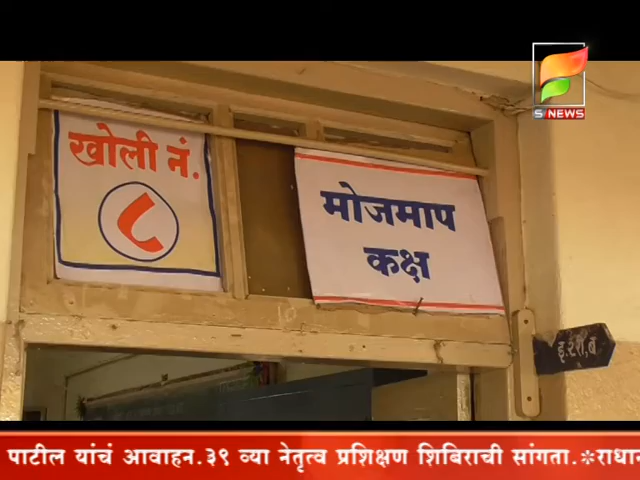 S NEWS
खोली नं.
८
मोजमाप
कक्ष
पाटील यांचं आवाहन.३९ व्या नेतृत्व प्रशिक्षण शिबिराची सांगता.*राधान